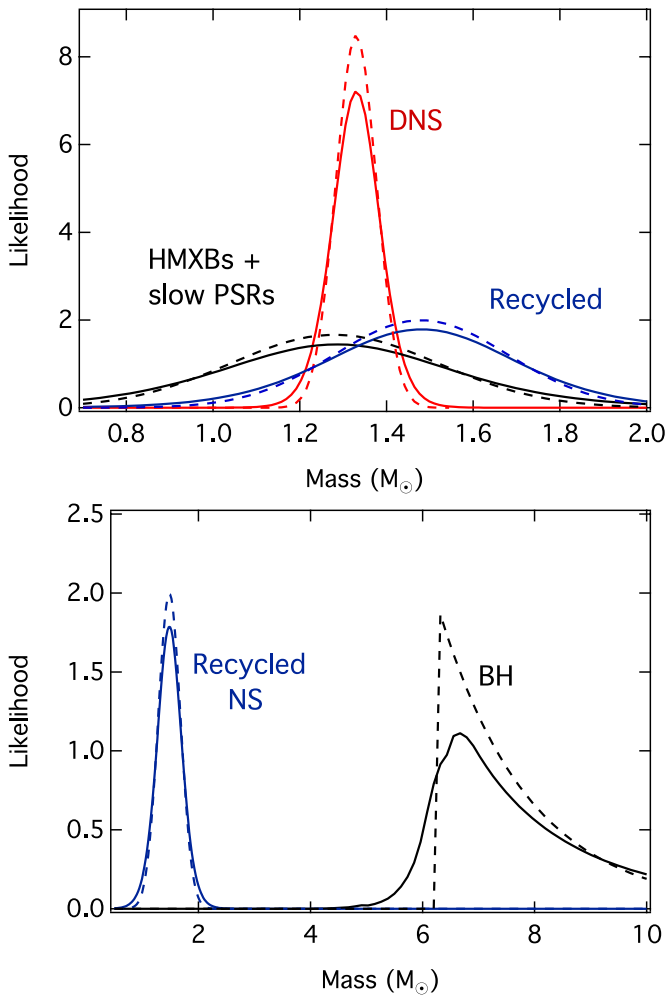 8
6
4
2
0
Likelihood
DNS
HMXBs +
slow PSRs
Recycled
0.8 1.0 1.2 1.4 1.6 1.8 2.0
Mass (M☉)
2.5
2.0
1.5
1.0
0.5
0.0
Likelihood
Recycled
NS
BH
2 4 6 8 10
Mass (M☉)